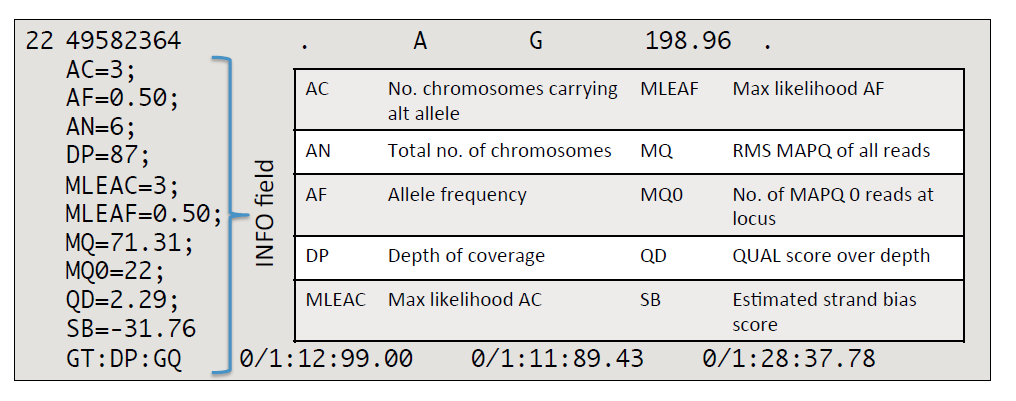 22 49582364 . A G 198.96 .
AC=3;
AF=0.50;
AN=6;
DP=87;
MLEAC=3;
MLEAF=0.50;
MQ=71.31;
MQ0=22;
QD=2.29;
SB=-31.76
GT:DP:GQ 0/1:12:99.00 0/1:11:89.43 0/1:28:37.78
INFO field
AC No. chromosomes carrying MLEAF Max likelihood AF
alt allele
AN Total no. of chromosomes MQ RMS MAPQ of all reads
AF Allele frequency MQ0 No. of MAPQ 0 reads at
locus
DP Depth of coverage QD QUAL score over depth
MLEAC Max likelihood AC SB Estimated strand bias
score